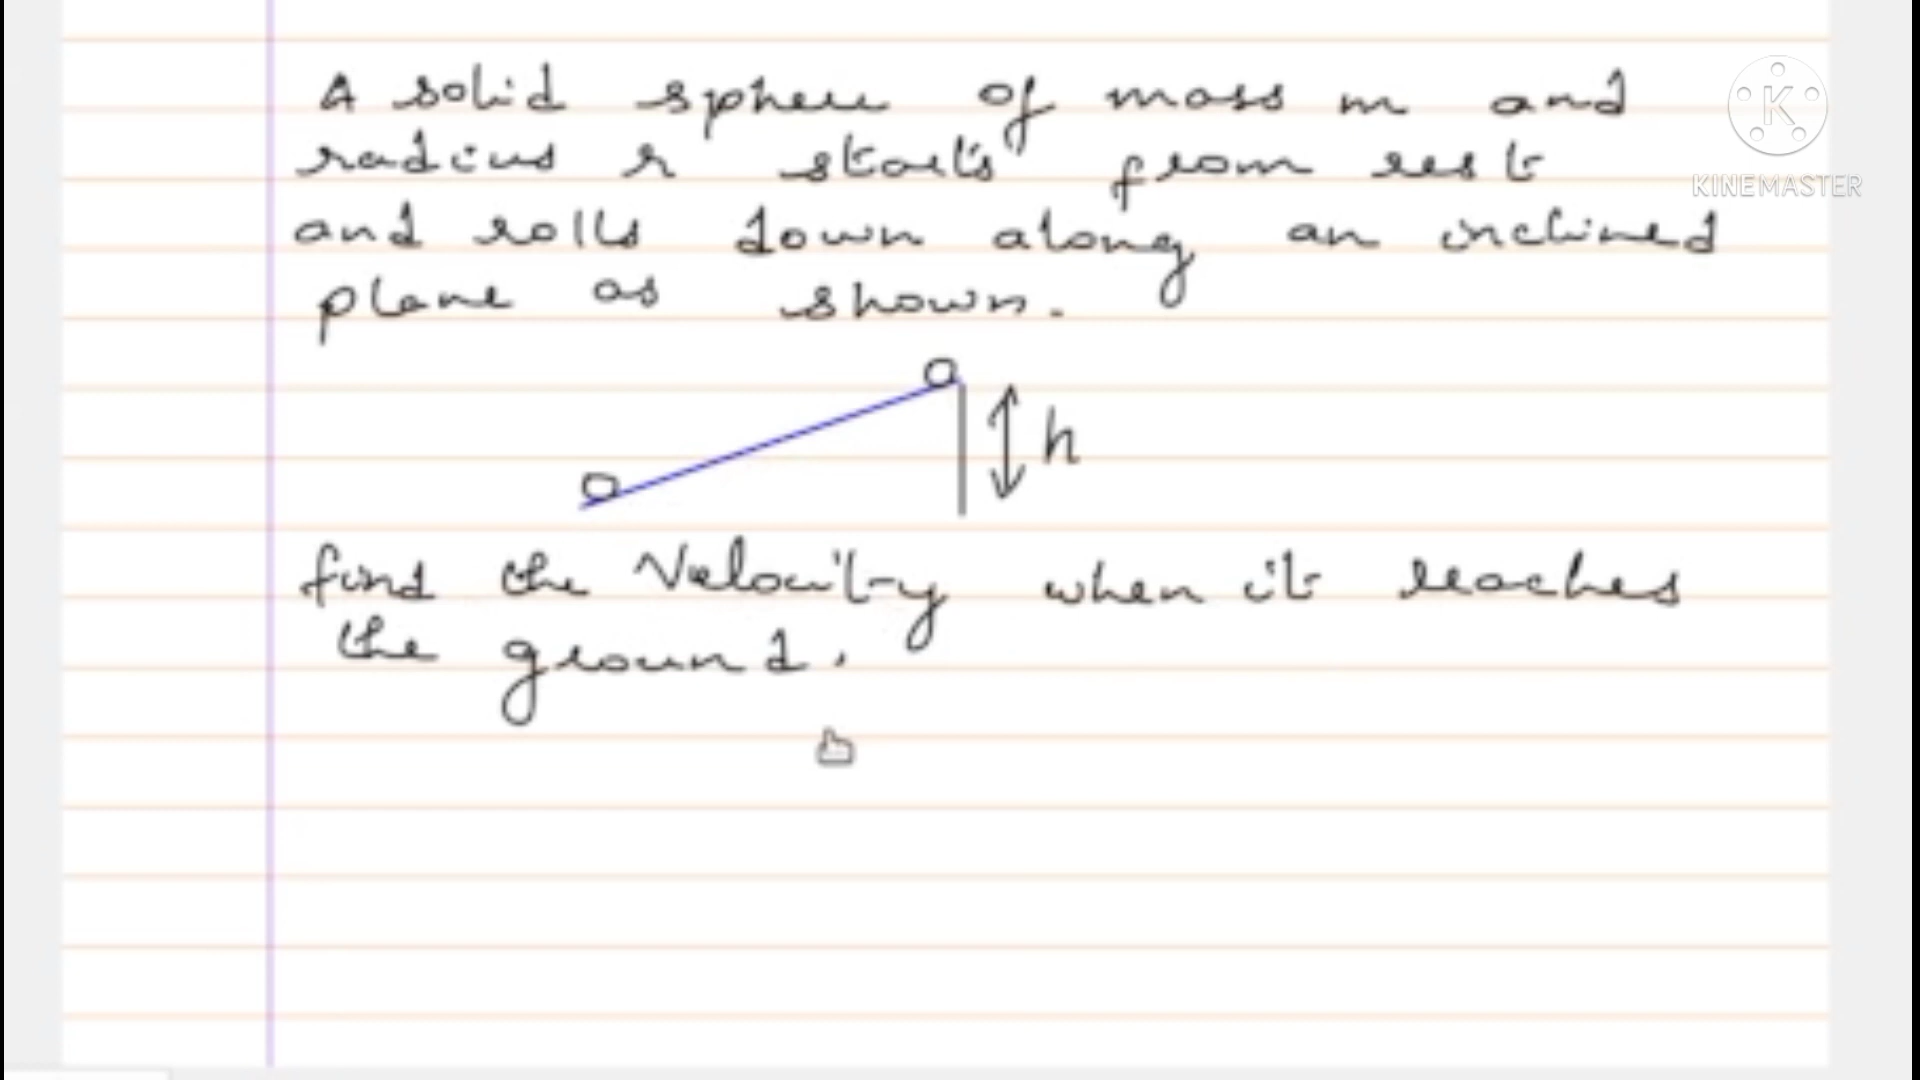 A solid sphere of mass m and
KINEMASTER
radius r starts from rest
and rolls down along an inclined
plane as shown.
h
find the Velocity when it reaches
the ground.